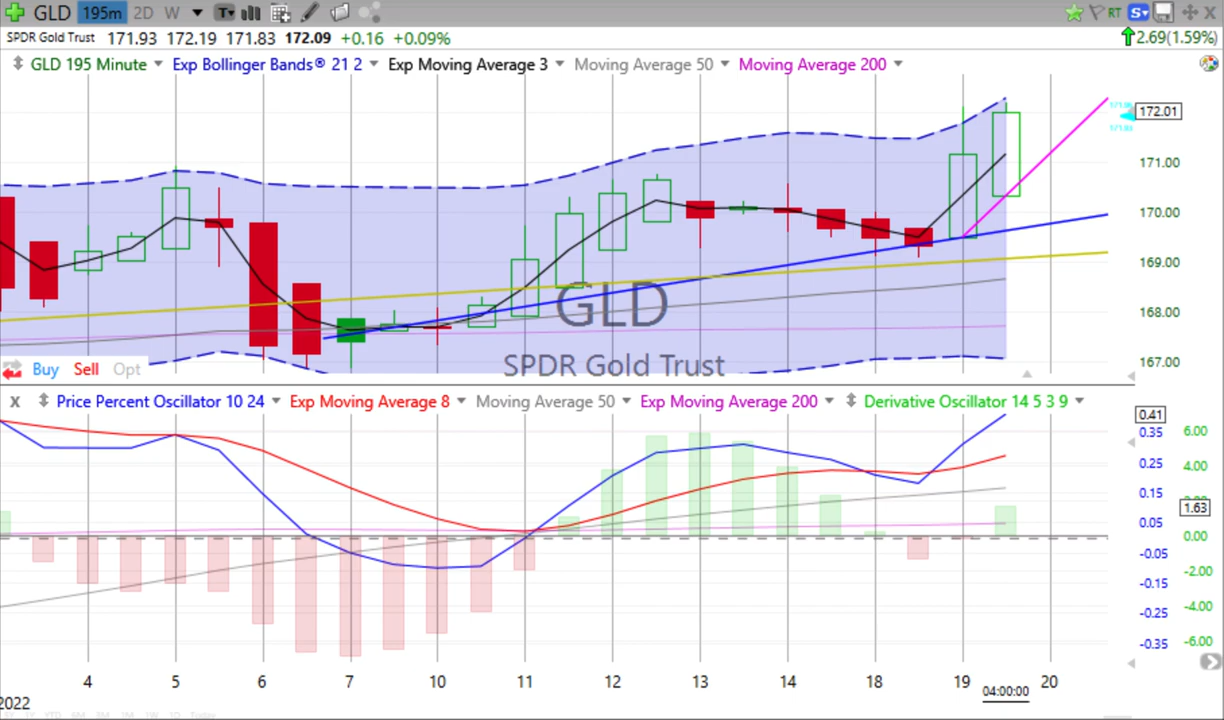 GLD 195m 2D W T RT S
SPDR Gold Trust 171.93 172.19 171.83 172.09 +0.16 +0.09% 2.69(1.59%)
GLD 195 Minute Exp Bollinger Bands® 21 2 Exp Moving Average 3 Moving Average 50 Moving Average 200
172.01
171.00
170.00
169.00
168.00
167.00
GLD
SPDR Gold Trust
Buy Sell Opt
X Price Percent Oscillator 10 24 Exp Moving Average 8 Moving Average 50 Exp Moving Average 200 Derivative Oscillator 14 5 3 9
0.41
0.35 6.00
0.25 4.00
0.15 2.00
1.63
0.05 0.00
-0.05 -2.00
-0.15
-0.25 -4.00
-0.35 -6.00
4 5 6 7 10 11 12 13 14 18 19 20
04:00:00
2022